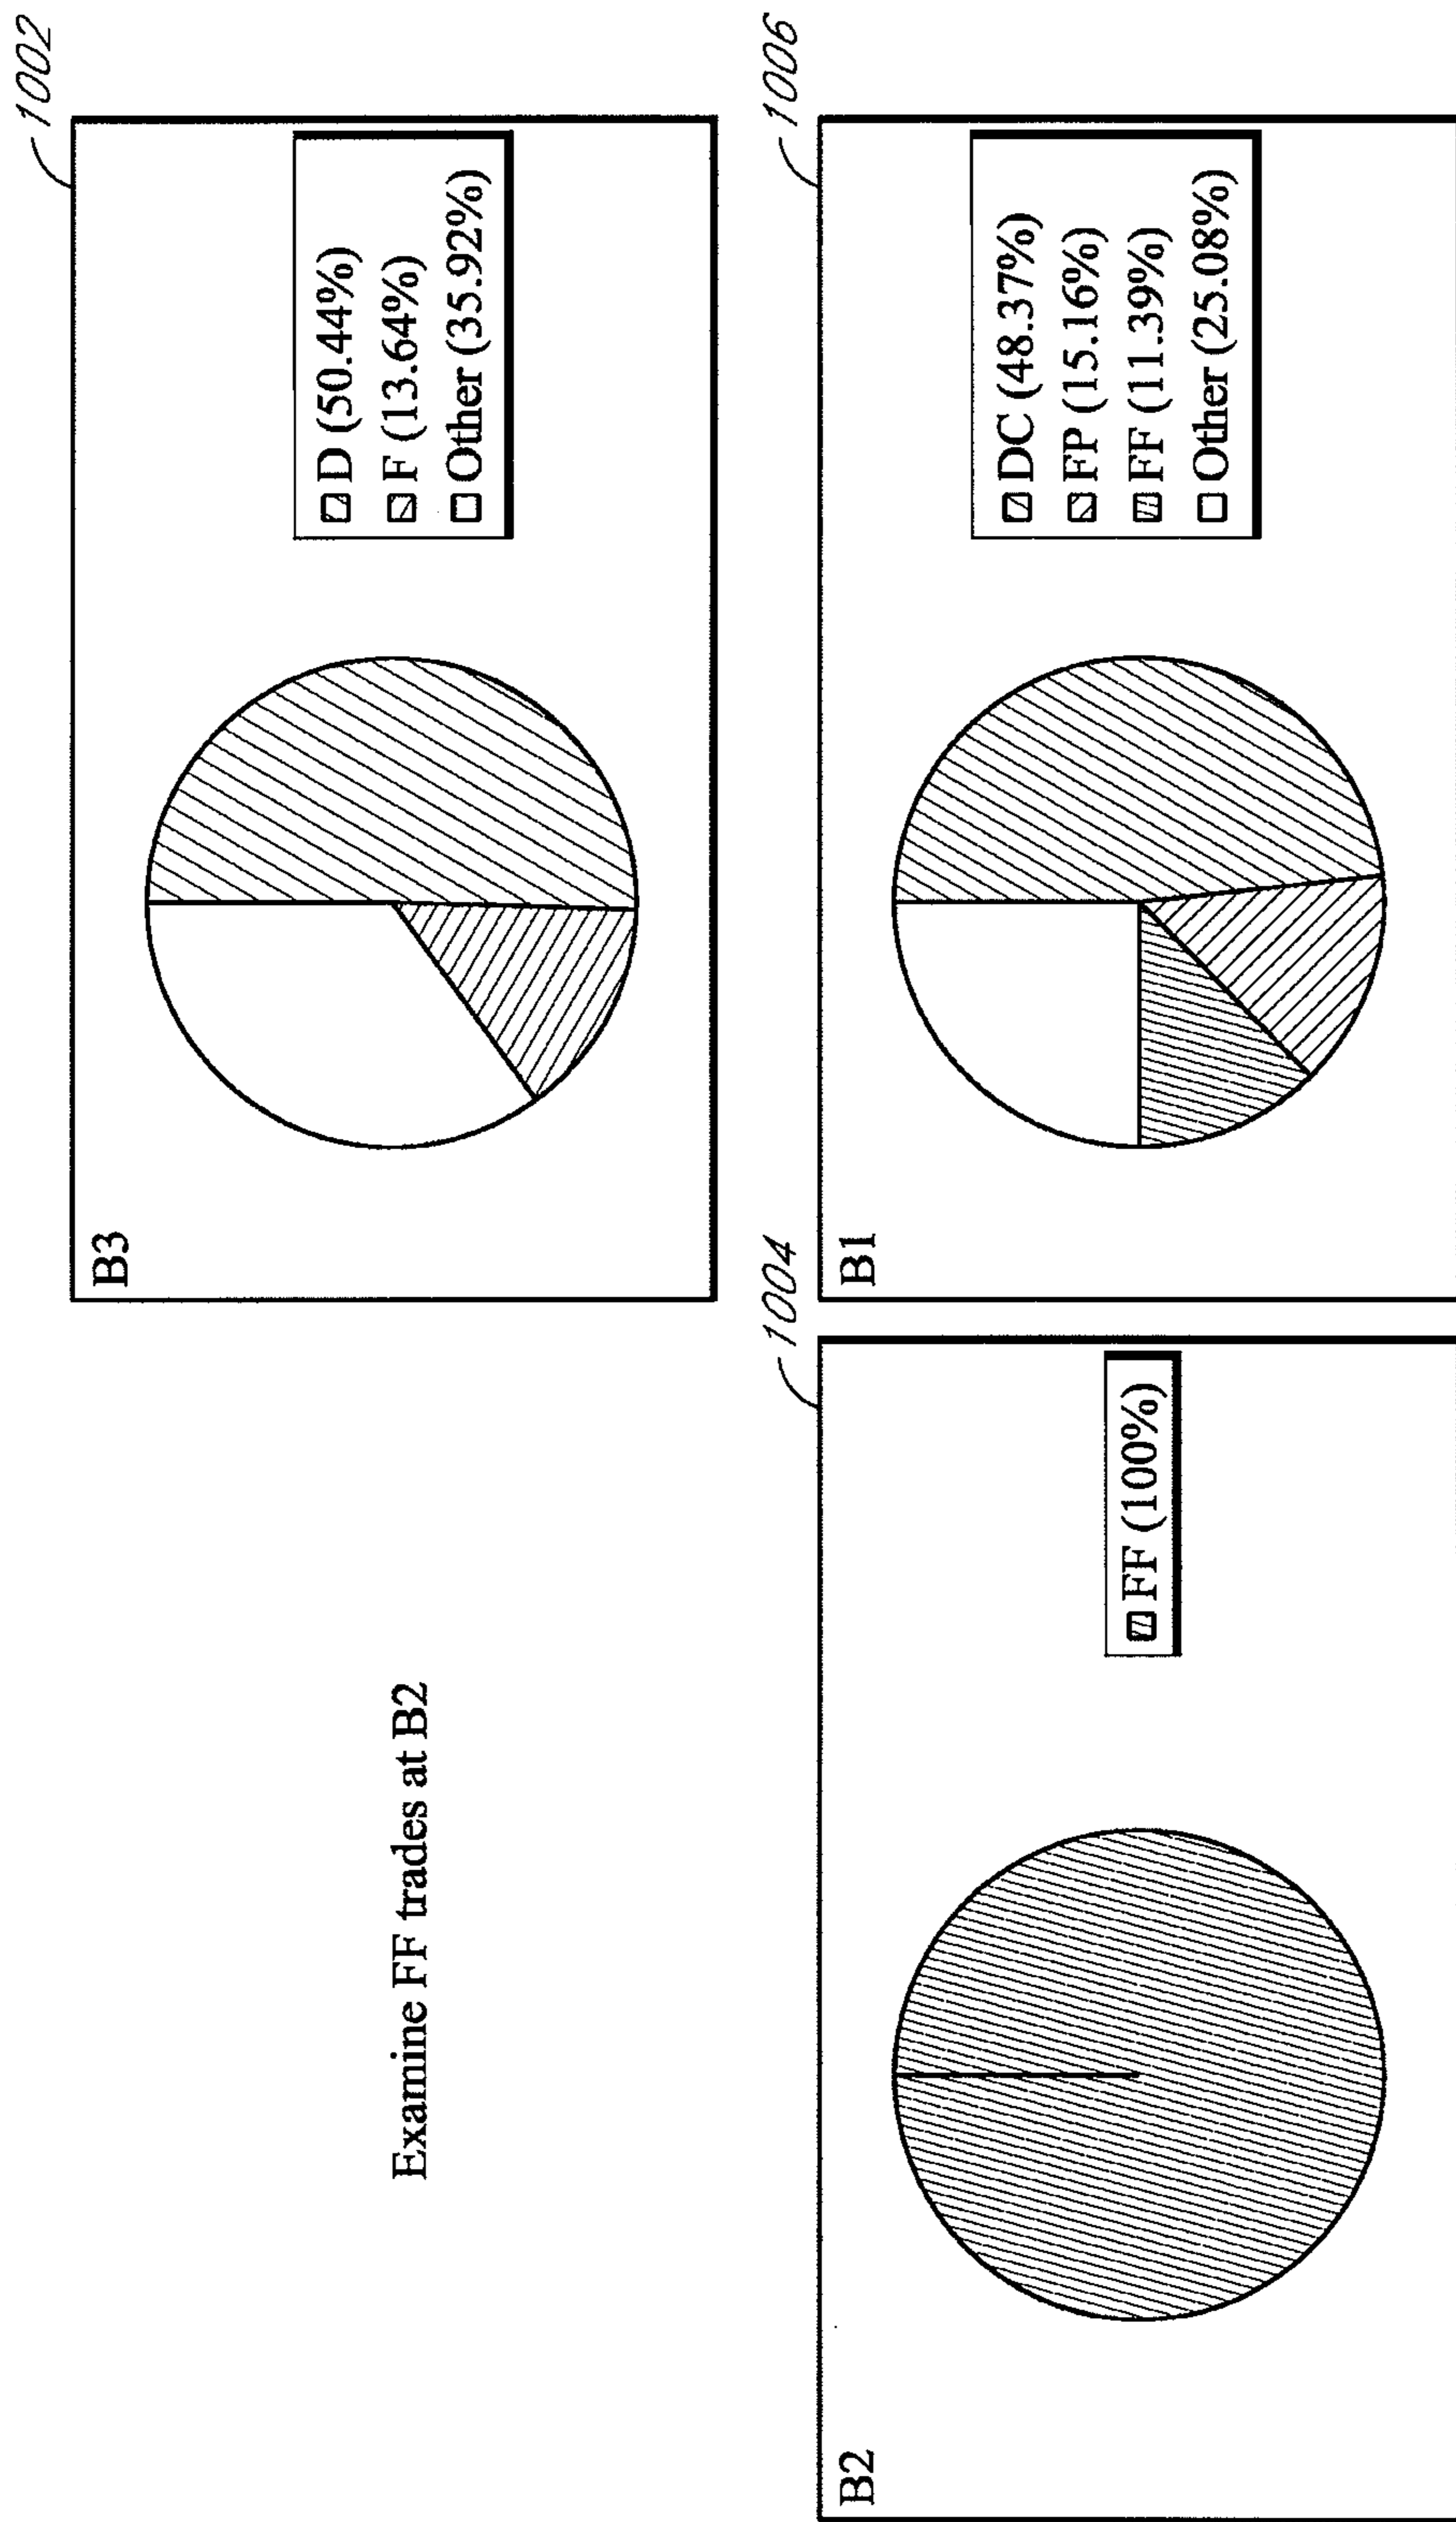 Examine FF trades at B2
1002
B3
D (50.44%)
F (13.64%)
Other (35.92%)
1004
B2
FF (100%)
1006
B1
DC (48.37%)
FP (15.16%)
FF (11.39%)
Other (25.08%)